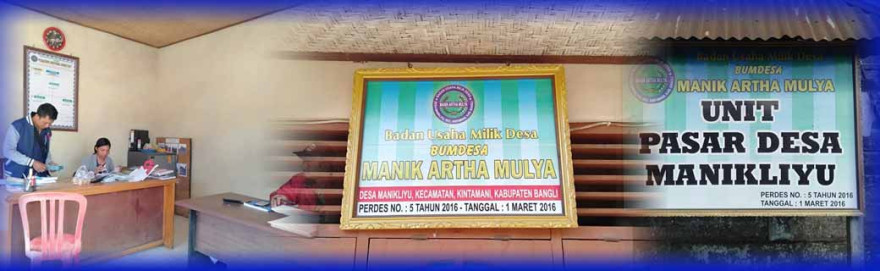 Badan Usaha Milik Desa
BUMDESA
MANIK ARTHA MULYA
DESA MANIKLIYU, KECAMATAN, KINTAMANI, KABUPATEN BANGLI
PERDES NO. : 5 TAHUN 2016 - TANGGAL : 1 MARET 2016
Badan Usaha Milik Desa
BUMDESA
MANIK ARTHA MULYA
UNIT
PASAR DESA
MANIKLIYU
PERDES NO. : 5 TAHUN 2016
TANGGAL : 1 MARET 2016